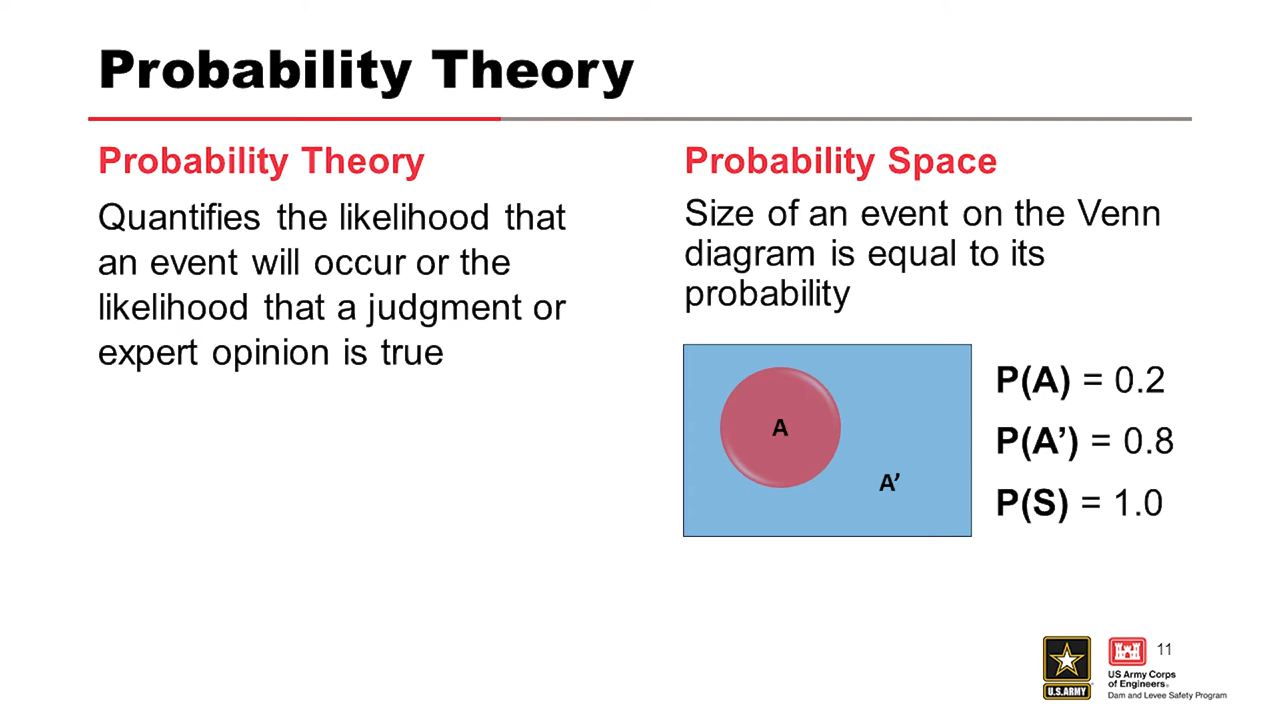 Probability Theory
Probability Theory
Quantifies the likelihood that
an event will occur or the
likelihood that a judgment or
expert opinion is true
Probability Space
Size of an event on the Venn
diagram is equal to its
probability
A
A’
P(A) = 0.2
P(A’) = 0.8
P(S) = 1.0
U.S.ARMY
US Army Corps
of Engineers®
Dam and Levee Safety Program
11